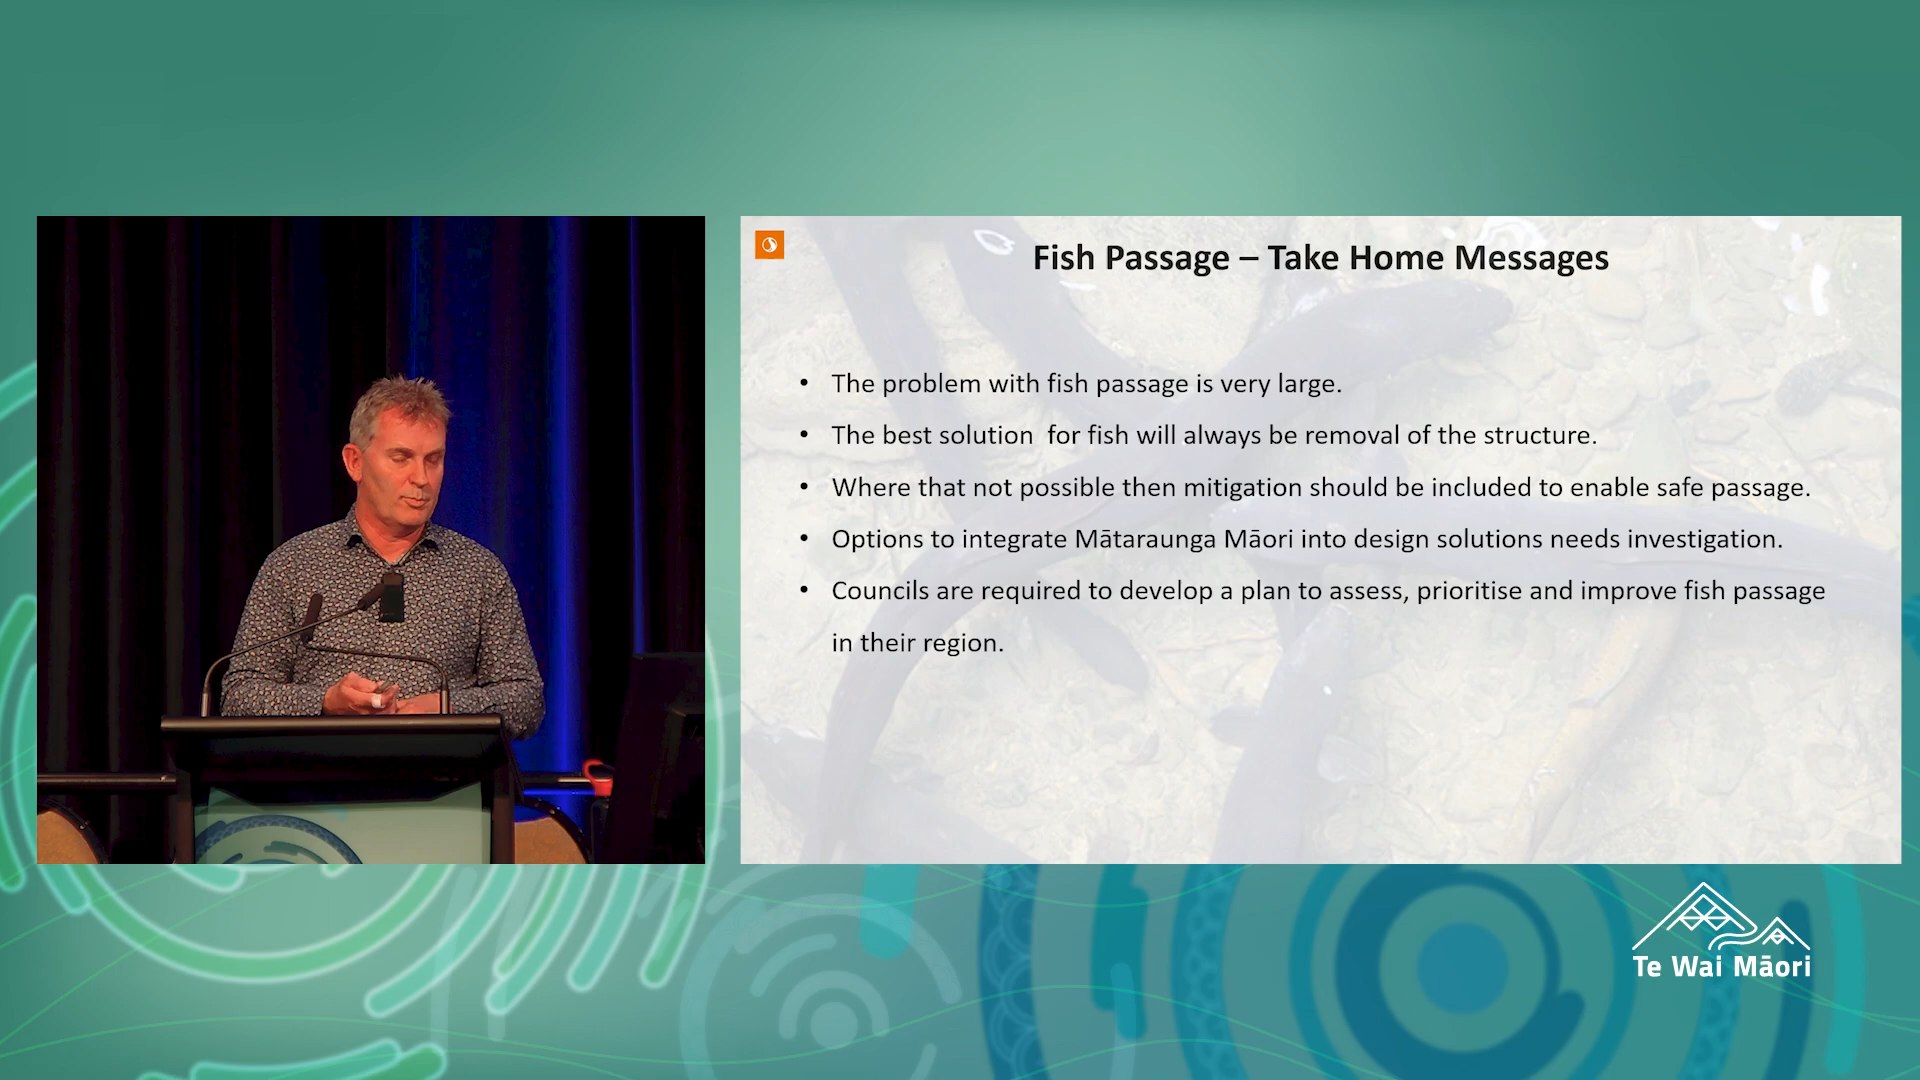 Fish Passage – Take Home Messages
• The problem with fish passage is very large.
• The best solution  for fish will always be removal of the structure.
• Where that not possible then mitigation should be included to enable safe passage.
• Options to integrate Mātaraunga Māori into design solutions needs investigation.
• Councils are required to develop a plan to assess, prioritise and improve fish passage
in their region.
Te Wai Māori